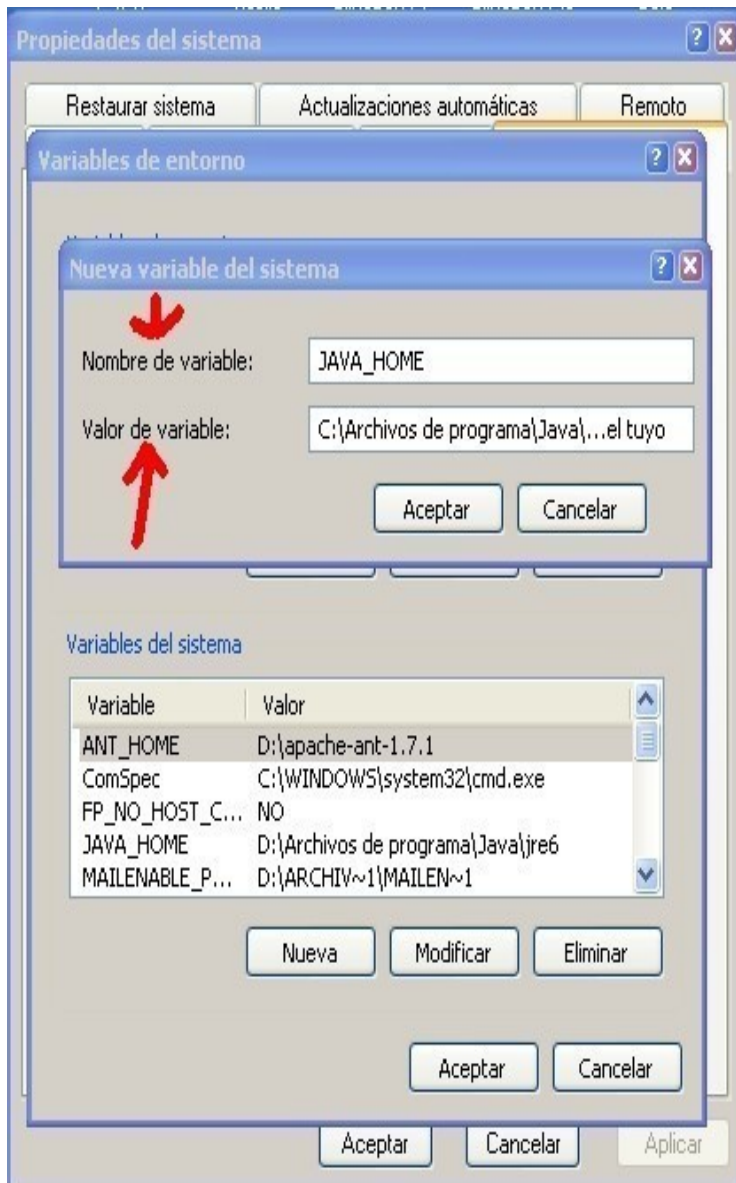 Propiedades del sistema
Restaurar sistema Actualizaciones automáticas Remoto
Variables de entorno
Nueva variable del sistema
Nombre de variable: JAVA_HOME
Valor de variable: C:\Archivos de programa\Java\...el tuyo
Aceptar Cancelar
Variables del sistema
Variable Valor
ANT_HOME D:\apache-ant-1.7.1
ComSpec C:\WINDOWS\system32\cmd.exe
FP_NO_HOST_C... NO
JAVA_HOME D:\Archivos de programa\Java\jre6
MAILENABLE_P... D:\ARCHIV~1\MAILEN~1
Nueva Modificar Eliminar
Aceptar Cancelar
Aceptar Cancelar Aplicar